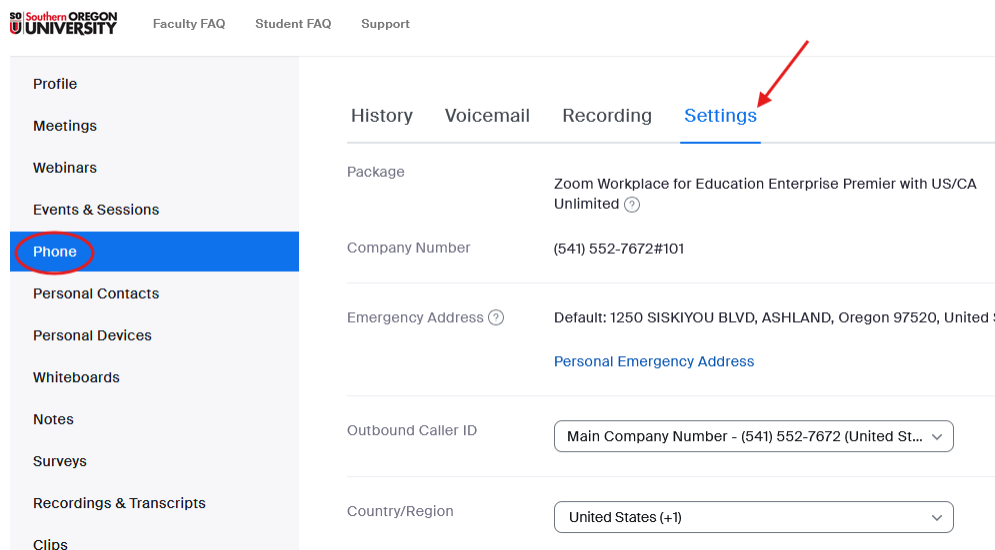 SO Southern OREGON
U UNIVERSITY
Faculty FAQ Student FAQ Support
Profile
Meetings
Webinars
Events & Sessions
Phone
Personal Contacts
Personal Devices
Whiteboards
Notes
Surveys
Recordings & Transcripts
Clips
History Voicemail Recording Settings
Package
Zoom Workplace for Education Enterprise Premier with US/CA
Unlimited ?
Company Number (541) 552-7672#101
Emergency Address ? Default: 1250 SISKIYOU BLVD, ASHLAND, Oregon 97520, United S
Personal Emergency Address
Outbound Caller ID Main Company Number - (541) 552-7672 (United St...
Country/Region United States (+1)